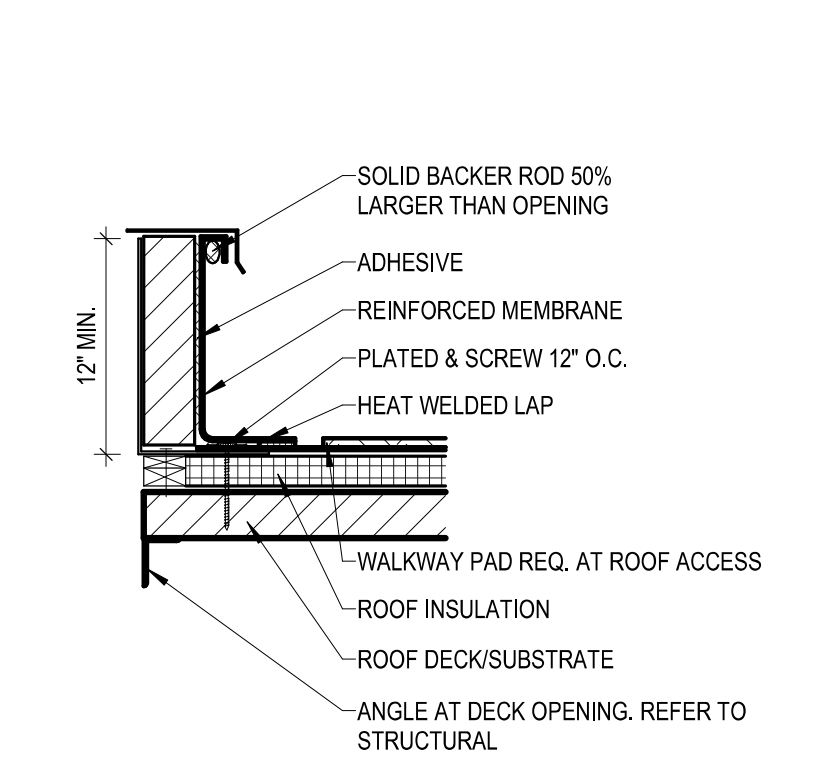 SOLID BACKER ROD 50%
LARGER THAN OPENING
ADHESIVE
REINFORCED MEMBRANE
12" MIN.
PLATED & SCREW 12" O.C.
HEAT WELDED LAP
WALKWAY PAD REQ. AT ROOF ACCESS
ROOF INSULATION
ROOF DECK/SUBSTRATE
ANGLE AT DECK OPENING. REFER TO
STRUCTURAL